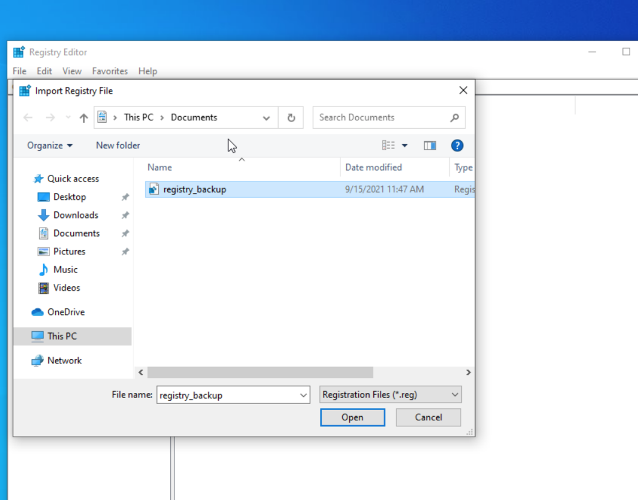 Registry Editor
File Edit View Favorites Help
Import Registry File
This PC > Documents
Search Documents
Organize New folder
Name Date modified Type
Quick access
registry_backup 9/15/2021 11:47 AM Regis
Desktop
Downloads
Documents
Pictures
Music
Videos
OneDrive
This PC
Network
File name: registry_backup Registration Files (*.reg)
Open Cancel